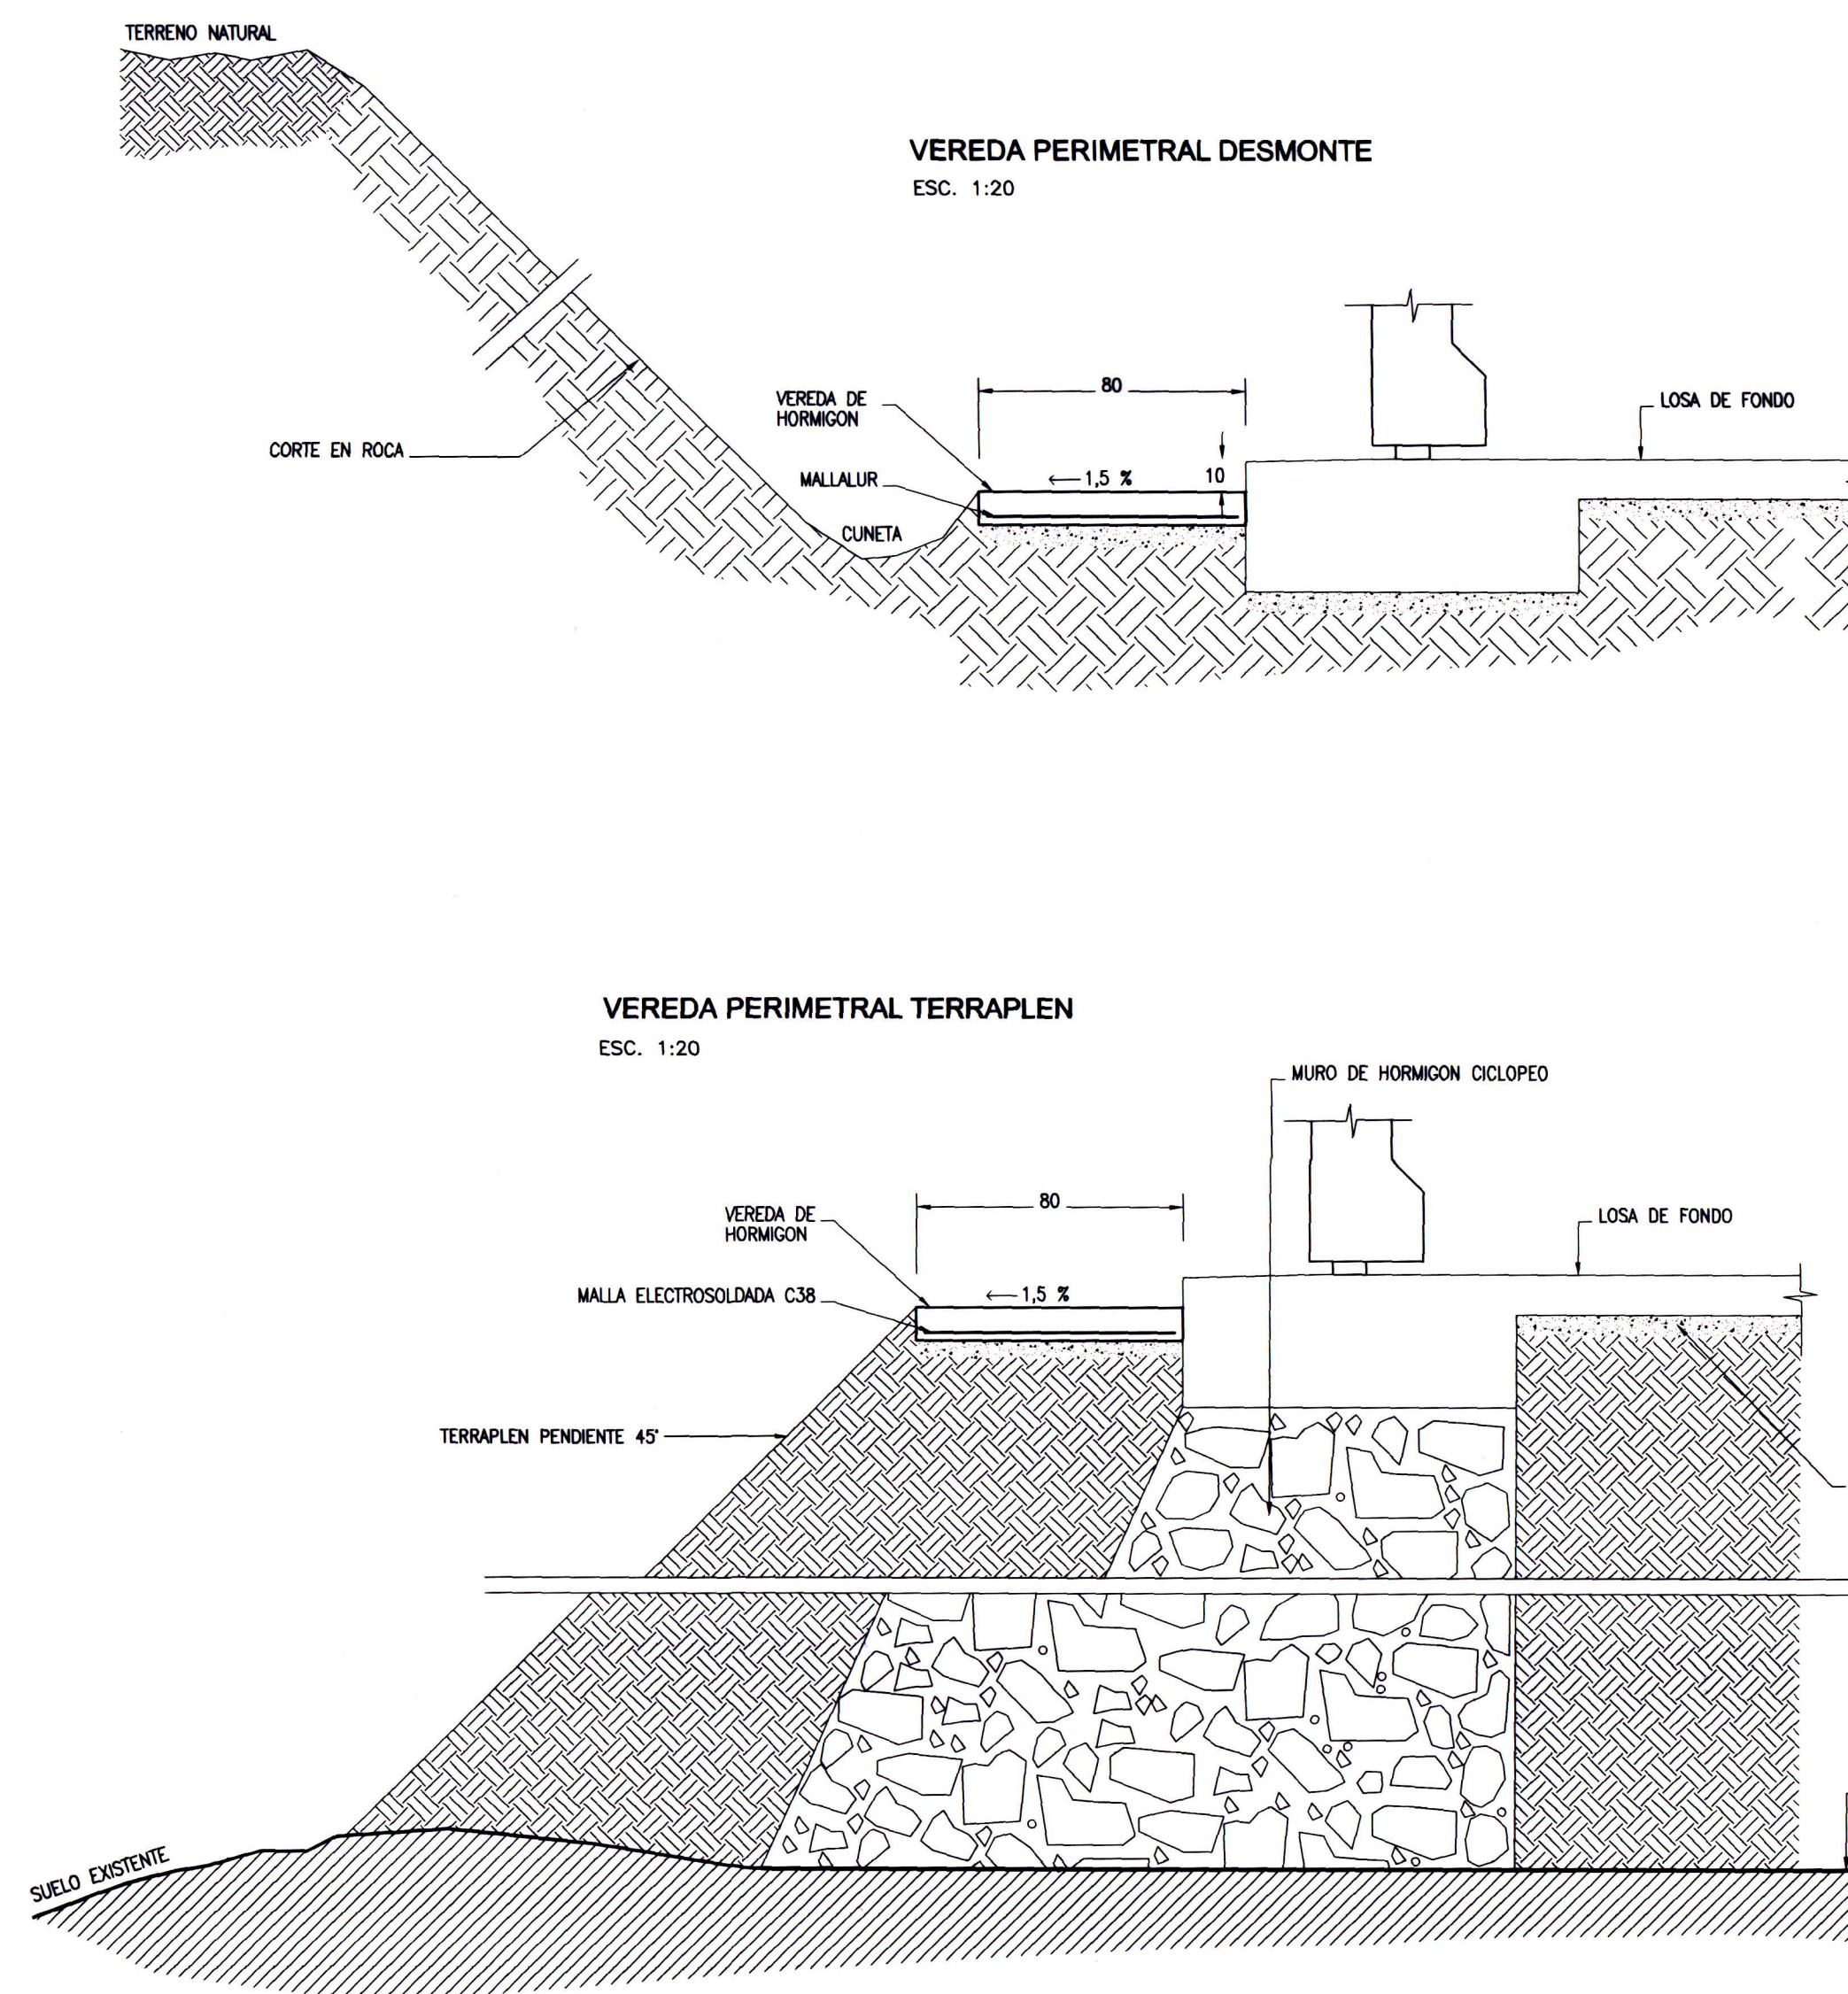 TERRENO NATURAL
VEREDA PERIMETRAL DESMONTE
ESC. 1:20
80
VEREDA DE
HORMIGON
LOSA DE FONDO
CORTE EN ROCA
MALLALUR
← 1,5 %
10
CUNETA
VEREDA PERIMETRAL TERRAPLEN
ESC. 1:20
MURO DE HORMIGON CICLOPEO
80
VEREDA DE
HORMIGON
LOSA DE FONDO
MALLA ELECTROSOLDADA C38
← 1,5 %
TERRAPLEN PENDIENTE 45°
SUELO EXISTENTE